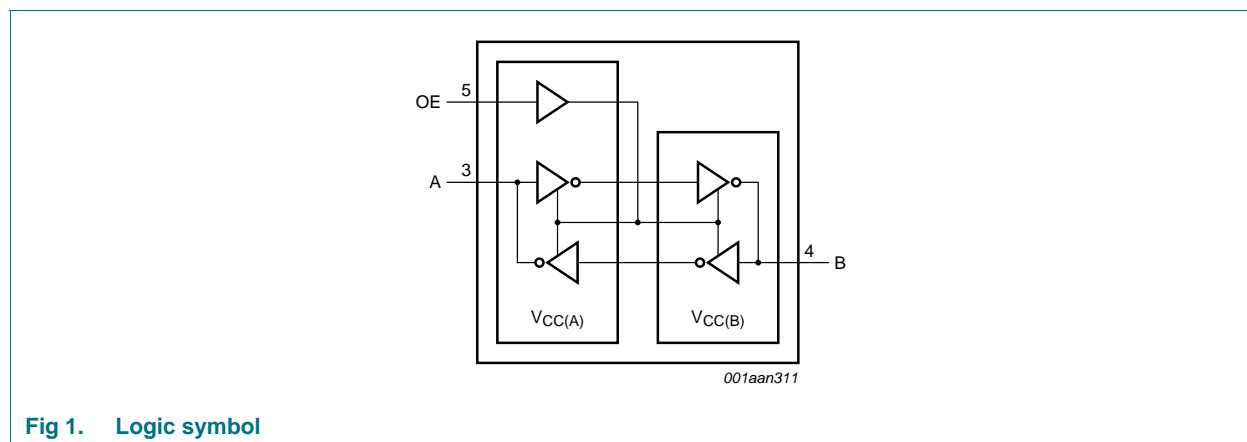 OE
5
A
3
4
B
VCC(A)
VCC(B)
001aan311
Fig 1. Logic symbol